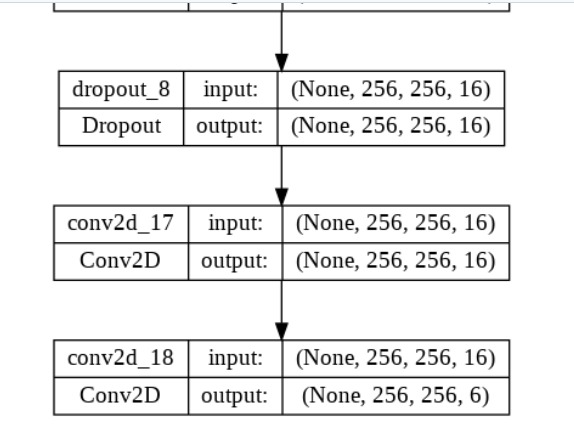 dropout_8 input: (None, 256, 256, 16)
Dropout output: (None, 256, 256, 16)
conv2d_17 input: (None, 256, 256, 16)
Conv2D output: (None, 256, 256, 16)
conv2d_18 input: (None, 256, 256, 16)
Conv2D output: (None, 256, 256, 6)